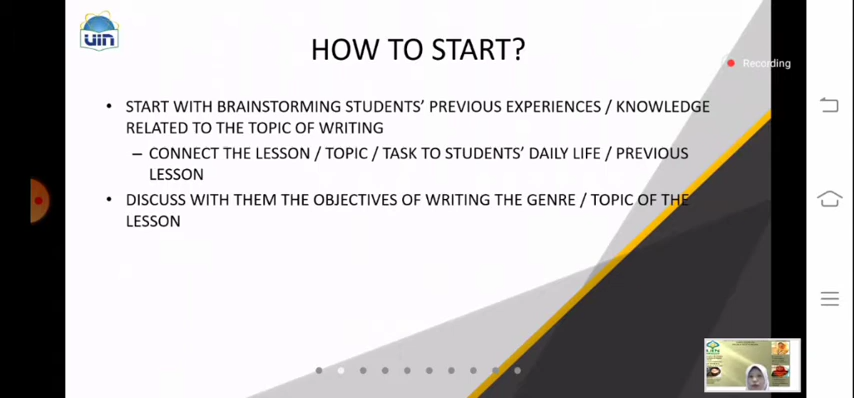 UIN
HOW TO START?
Recording
• START WITH BRAINSTORMING STUDENTS' PREVIOUS EXPERIENCES / KNOWLEDGE
RELATED TO THE TOPIC OF WRITING
– CONNECT THE LESSON / TOPIC / TASK TO STUDENTS' DAILY LIFE / PREVIOUS
LESSON
• DISCUSS WITH THEM THE OBJECTIVES OF WRITING THE GENRE / TOPIC OF THE
LESSON